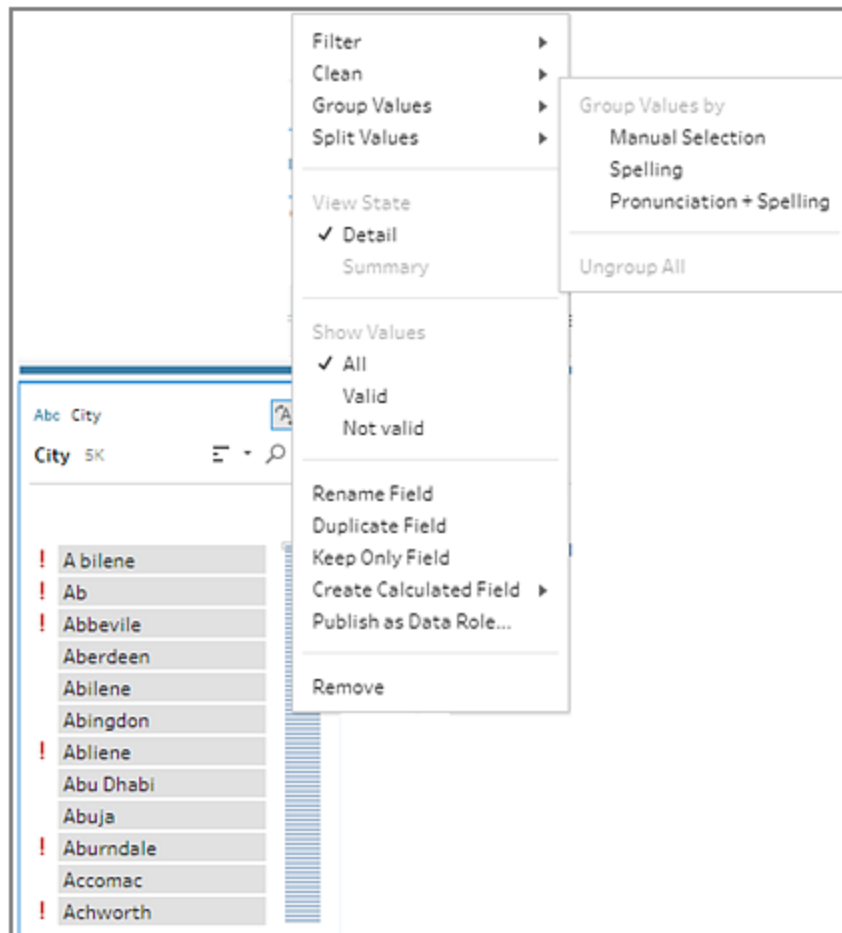 Filter
Clean
Group Values
Split Values
View State
Detail
Summary
Show Values
All
Valid
Not valid
Rename Field
Duplicate Field
Keep Only Field
Create Calculated Field
Publish as Data Role...
Remove
Group Values by
Manual Selection
Spelling
Pronunciation + Spelling
Ungroup All
Abc City
City 5K
! A bilene
! Ab
! Abbevile
Aberdeen
Abilene
Abingdon
! Abliene
Abu Dhabi
Abuja
! Aburndale
Accomac
! Achworth